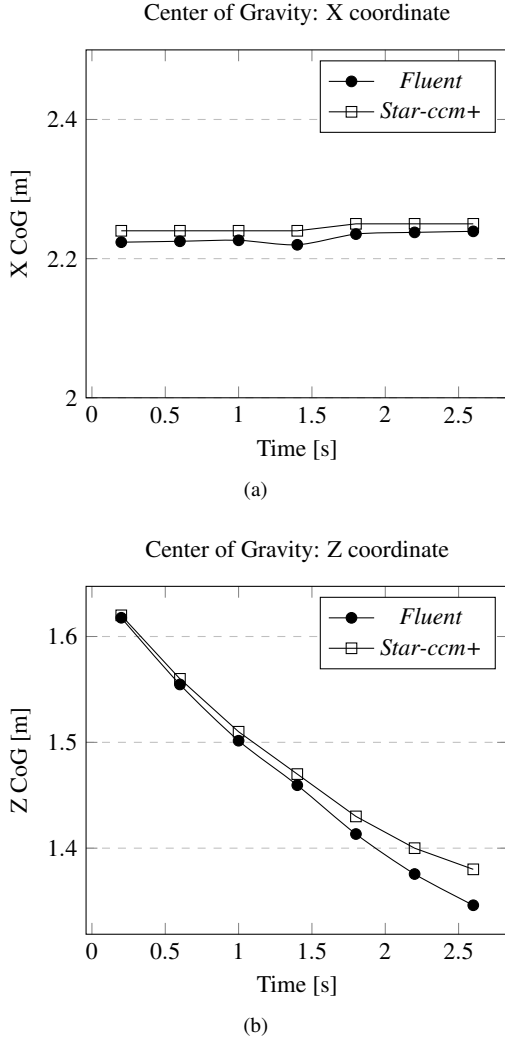 Center of Gravity: X coordinate
Fluent
Star-ccm+
2.4
2.2
2
X CoG [m]
0 0.5 1 1.5 2 2.5
Time [s]
(a)
Center of Gravity: Z coordinate
Fluent
Star-ccm+
1.6
1.5
1.4
Z CoG [m]
0 0.5 1 1.5 2 2.5
Time [s]
(b)